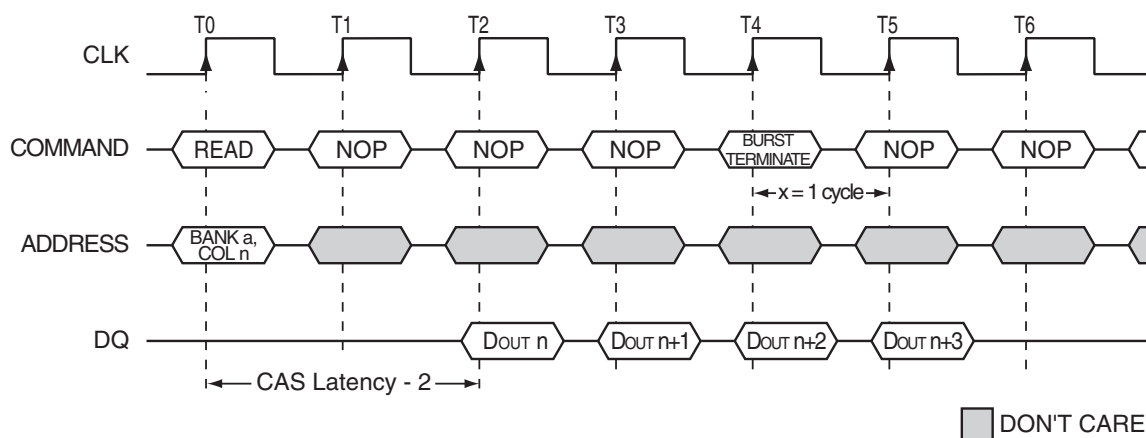 T0 T1 T2 T3 T4 T5 T6
CLK
COMMAND READ NOP NOP NOP BURST TERMINATE NOP NOP
x = 1 cycle
ADDRESS BANK a, COL n
DQ DOUT n DOUT n+1 DOUT n+2 DOUT n+3
CAS Latency - 2
DON'T CARE